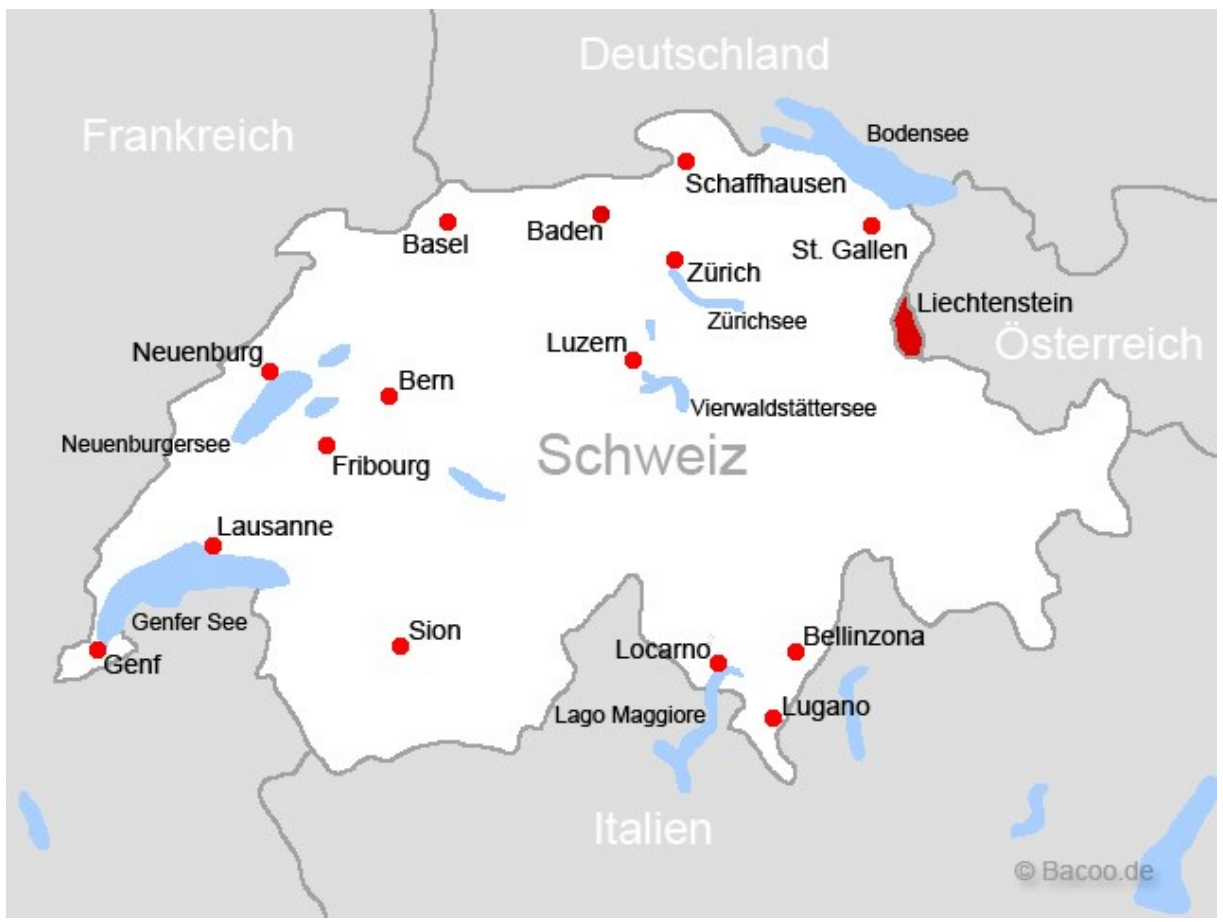 Deutschland
Frankreich
Bodensee
Schaffhausen
Basel
Baden
St. Gallen
Zürich
Liechtenstein
Zürichsee
Österreich
Neuenburg
Luzern
Bern
Vierwaldstättersee
Neuenburgersee
Schweiz
Fribourg
Lausanne
Genfer See
Sion
Bellinzona
Locarno
Genf
Lago Maggiore
Lugano
Italien
© Bacoo.de